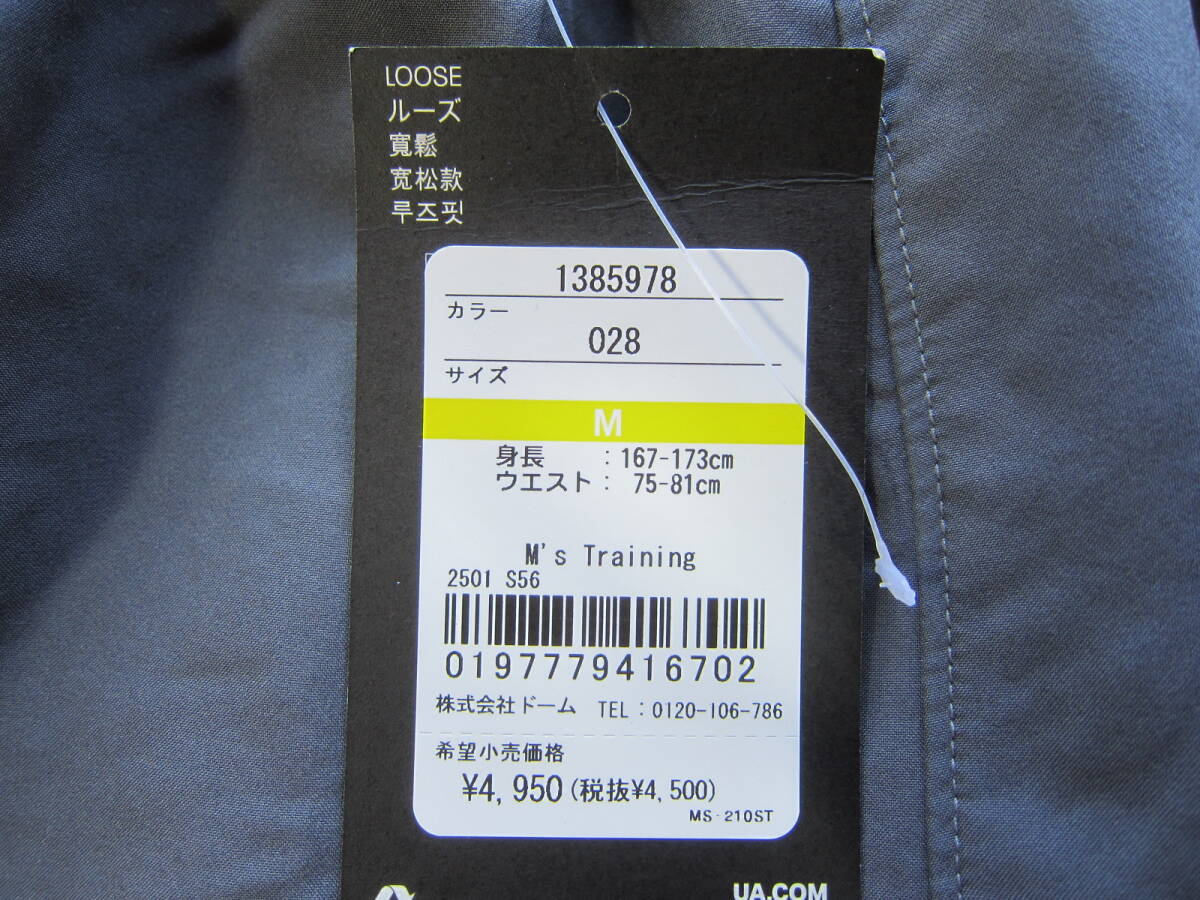 LOOSE
ルーズ
寬鬆
宽松款
루즈핏
1385978
カラー
028
サイズ
M
身長 :167-173cm
ウエスト: 75-81cm
M's Training
2501 S56
0197779416702
株式会社ドーム TEL:0120-106-786
希望小売価格
¥4,950(税抜¥4,500)
MS-210ST
UA.COM